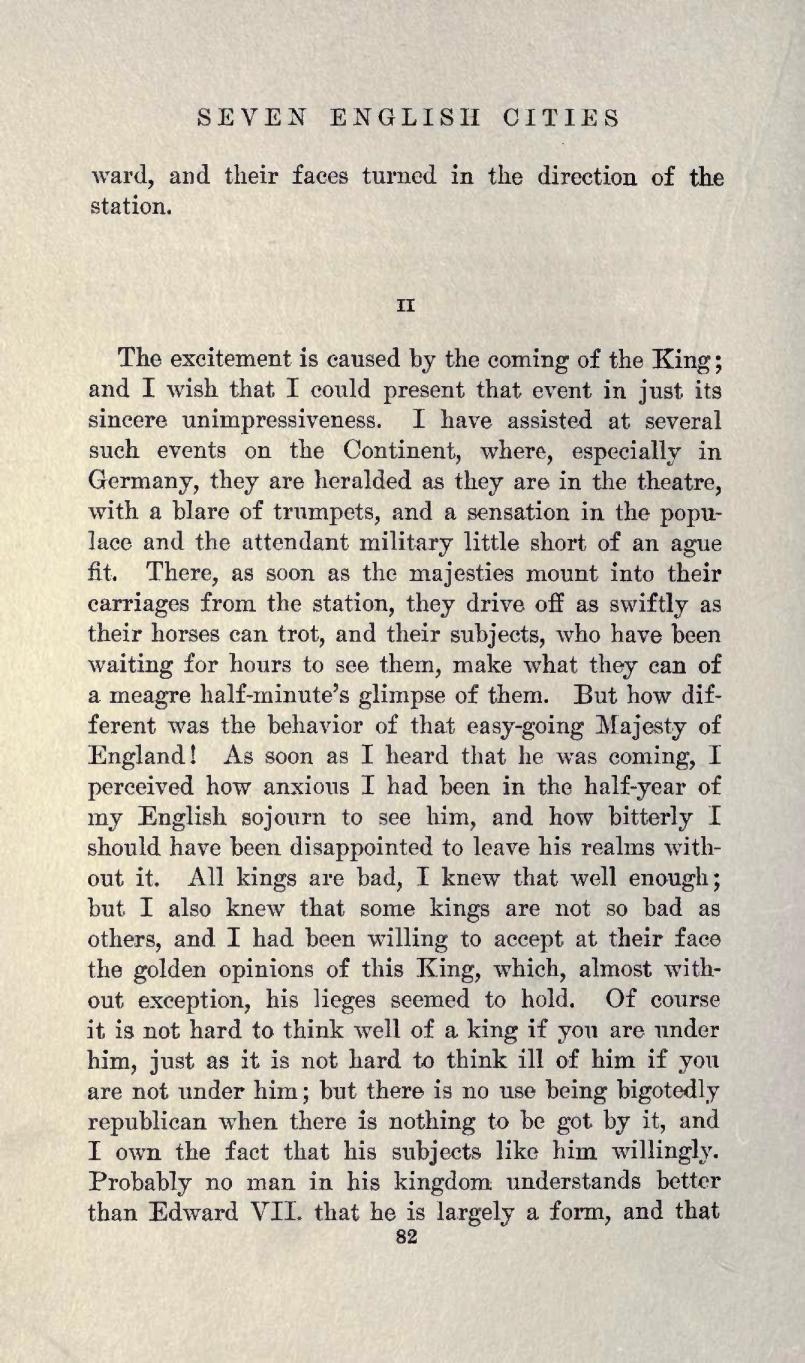 SEVEN ENGLISH CITIES
ward, and their faces turned in the direction of the
station.
II
The excitement is caused by the coming of the King;
and I wish that I could present that event in just its
sincere unimpressiveness. I have assisted at several
such events on the Continent, where, especially in
Germany, they are heralded as they are in the theatre,
with a blare of trumpets, and a sensation in the popu-
lace and the attendant military little short of an ague
fit. There, as soon as the majesties mount into their
carriages from the station, they drive off as swiftly as
their horses can trot, and their subjects, who have been
waiting for hours to see them, make what they can of
a meagre half-minute's glimpse of them. But how dif-
ferent was the behavior of that easy-going Majesty of
England! As soon as I heard that he was coming, I
perceived how anxious I had been in the half-year of
my English sojourn to see him, and how bitterly I
should have been disappointed to leave his realms with-
out it. All kings are bad, I knew that well enough;
but I also knew that some kings are not so bad as
others, and I had been willing to accept at their face
the golden opinions of this King, which, almost with-
out exception, his lieges seemed to hold. Of course
it is not hard to think well of a king if you are under
him, just as it is not hard to think ill of him if you
are not under him; but there is no use being bigotedly
republican when there is nothing to be got by it, and
I own the fact that his subjects like him willingly.
Probably no man in his kingdom understands better
than Edward VII. that he is largely a form, and that
82